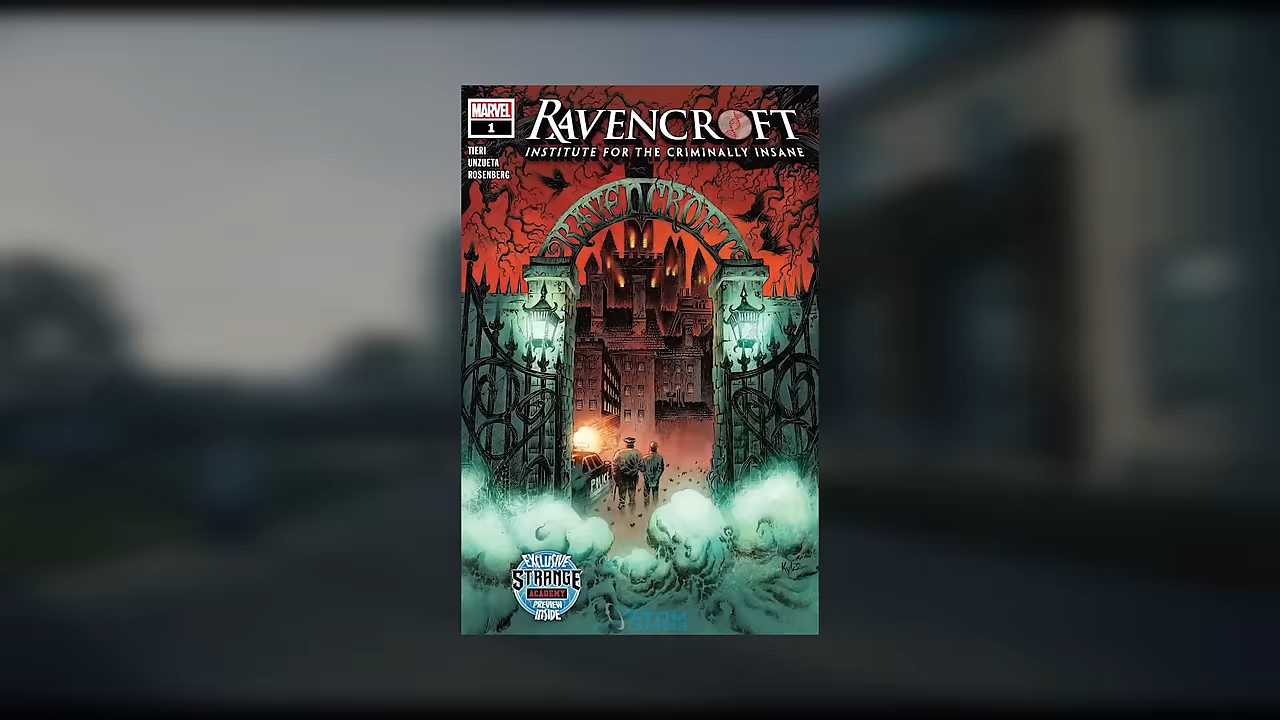 MARVEL
1
RAVENCROFT
INSTITUTE FOR THE CRIMINALLY INSANE
TIERI
UNZUETA
ROSENBERG
RAVENCROFT
POLICE
EXCLUSIVE
STRANGE
ACADEMY
PREVIEW
INSIDE